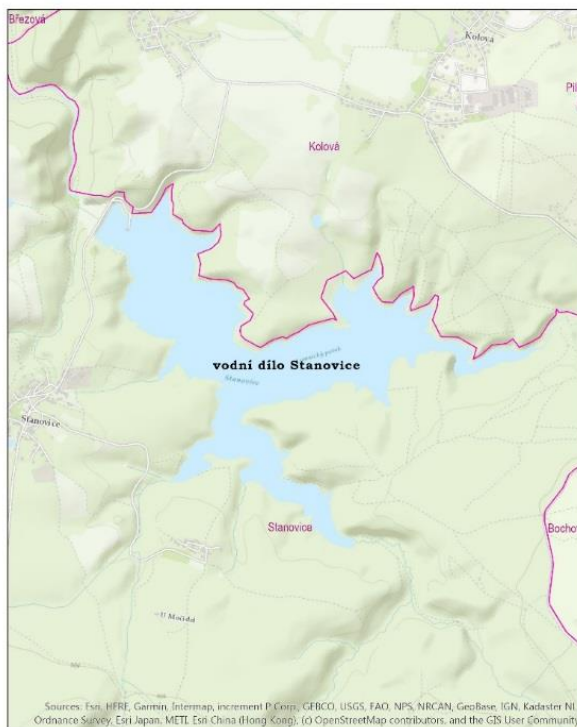 Březová
Kolová
Pil
Kolová
vodní dílo Stanovice
Stanovice
Stanovice
Bochov
Sources: Esri, HERE, Garmin, Intermap, increment P Corp., GEBCO, USGS, FAO, NPS, NRCAN, GeoBase, IGN, Kadaster NL
Ordnance Survey, Esri Japan, METI, Esri China (Hong Kong), (c) OpenStreetMap contributors, and the GIS User Community